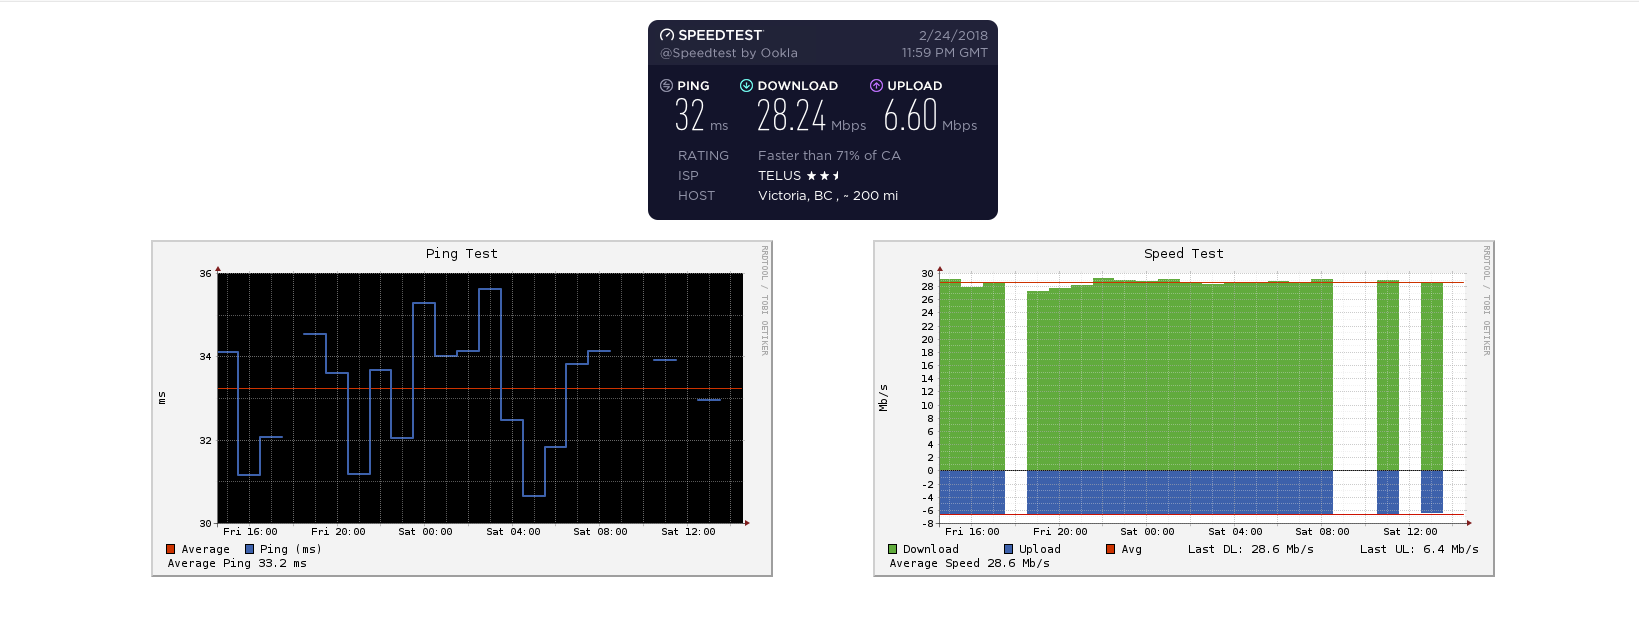 SPEEDTEST 2/24/2018
@Speedtest by Ookla 11:59 PM GMT
PING DOWNLOAD UPLOAD
32 ms 28.24 Mbps 6.60 Mbps
RATING Faster than 71% of CA
ISP TELUS
HOST Victoria, BC , ~ 200 mi
Ping Test
RRDTOOL / TOBI OETIKER
ms
36
34
32
30
Fri 16:00 Fri 20:00 Sat 00:00 Sat 04:00 Sat 08:00 Sat 12:00
Average Ping (ms)
Average Ping 33.2 ms
Speed Test
RRDTOOL / TOBI OETIKER
Mb/s
30
28
26
24
22
20
18
16
14
12
10
8
6
4
2
0
-2
-4
-6
-8
Fri 16:00 Fri 20:00 Sat 00:00 Sat 04:00 Sat 08:00 Sat 12:00
Download Upload Avg Last DL: 28.6 Mb/s Last UL: 6.4 Mb/s
Average Speed 28.6 Mb/s